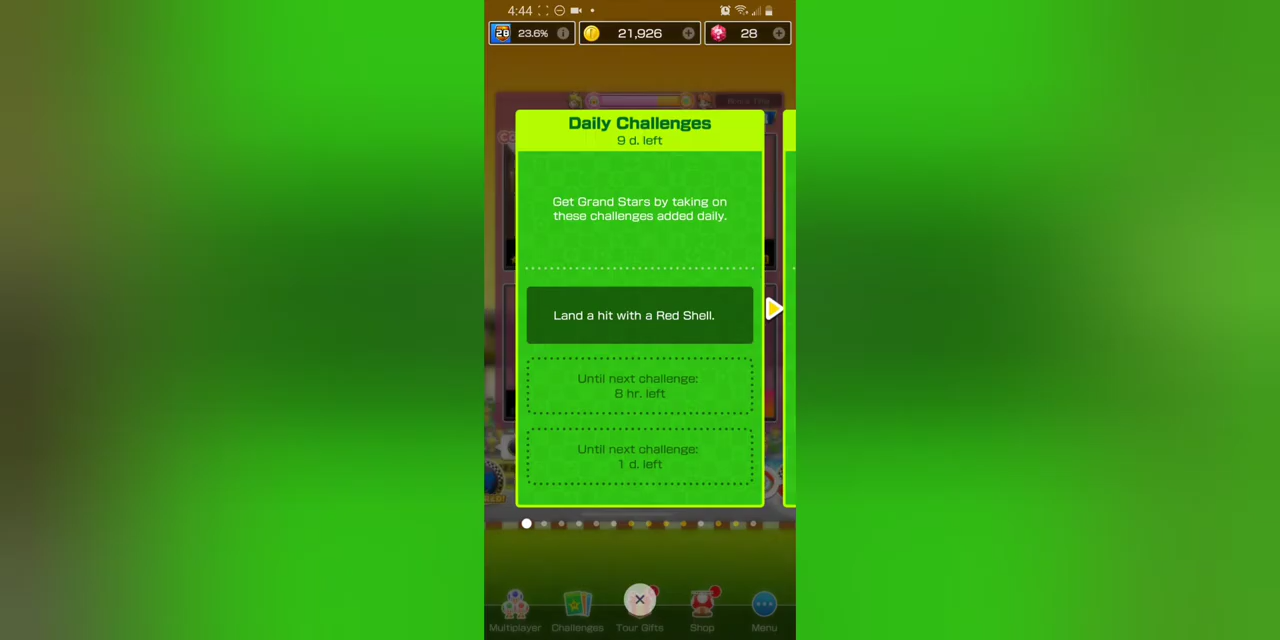 4:44
28 23.6% i 21,926 + 28 +
Daily Challenges
9 d. left
Get Grand Stars by taking on
these challenges added daily.
Land a hit with a Red Shell.
Until next challenge:
8 hr. left
Until next challenge:
1 d. left
Multiplayer Challenges Tour Gifts Shop Menu